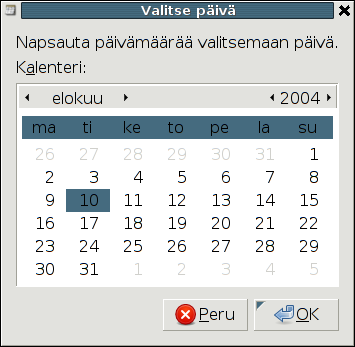 Valitse päivä
Napsauta päivämäärää valitsemaan päivä.
Kalenteri:
elokuu 2004
ma ti ke to pe la su
26 27 28 29 30 31 1
2 3 4 5 6 7 8
9 10 11 12 13 14 15
16 17 18 19 20 21 22
23 24 25 26 27 28 29
30 31 1 2 3 4 5
Peru OK